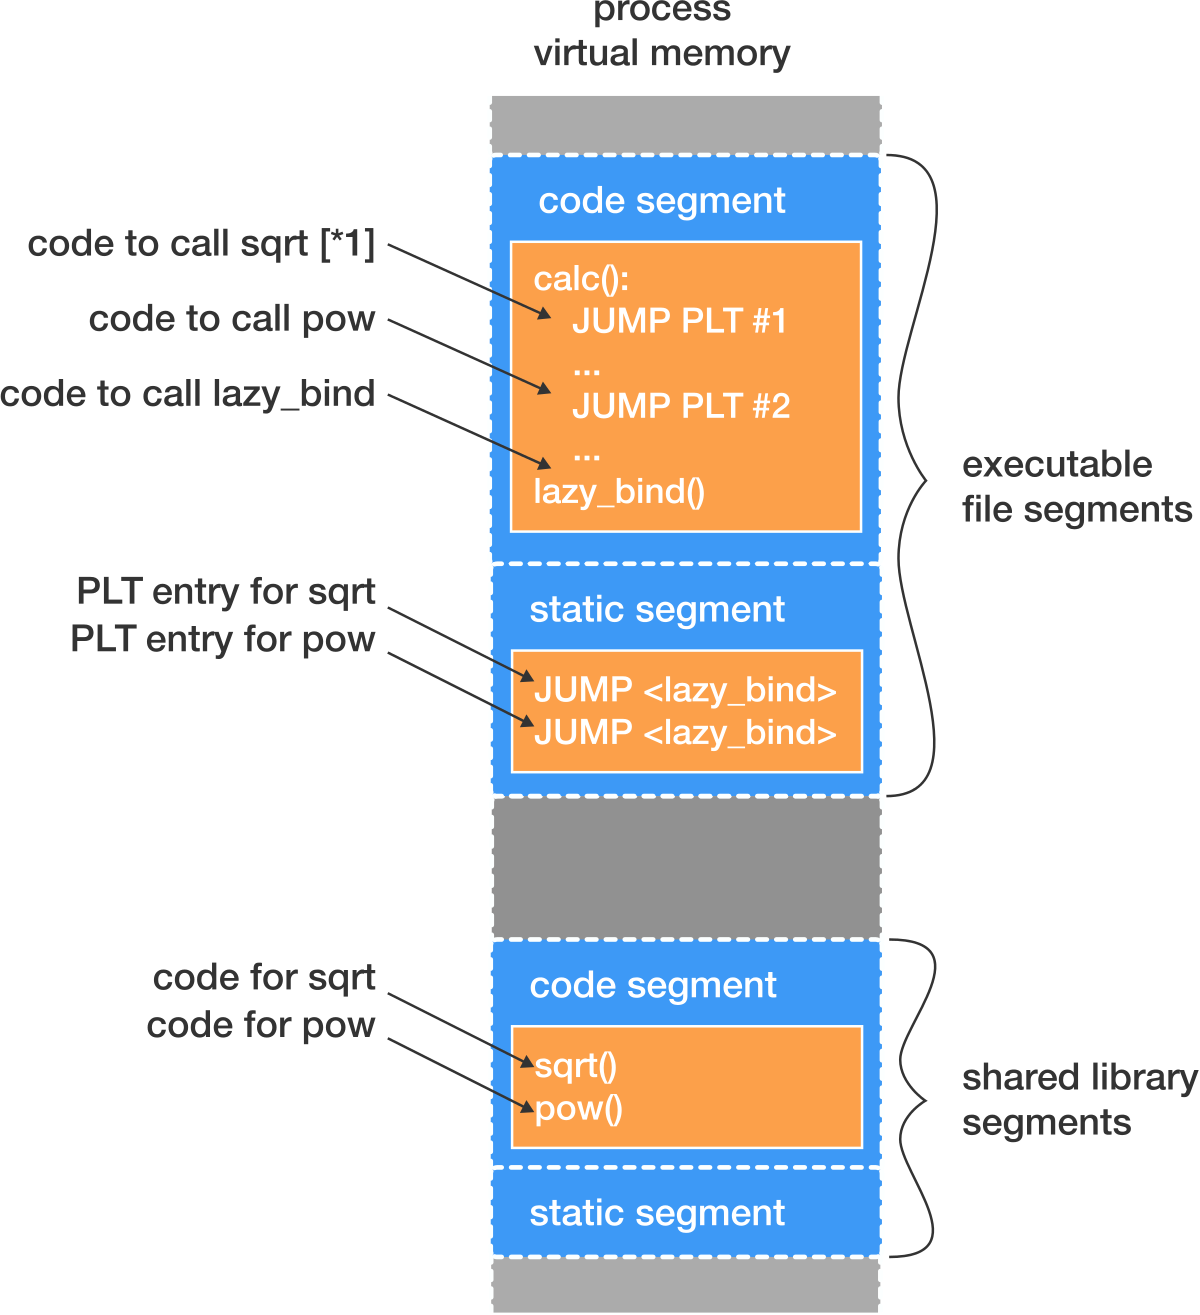 process
virtual memory
code segment
code to call sqrt [*1]
code to call pow
code to call lazy_bind
calc():
JUMP PLT #1
...
JUMP PLT #2
...
lazy_bind()
executable
file segments
PLT entry for sqrt
PLT entry for pow
static segment
JUMP <lazy_bind>
JUMP <lazy_bind>
code for sqrt
code for pow
code segment
sqrt()
pow()
shared library
segments
static segment